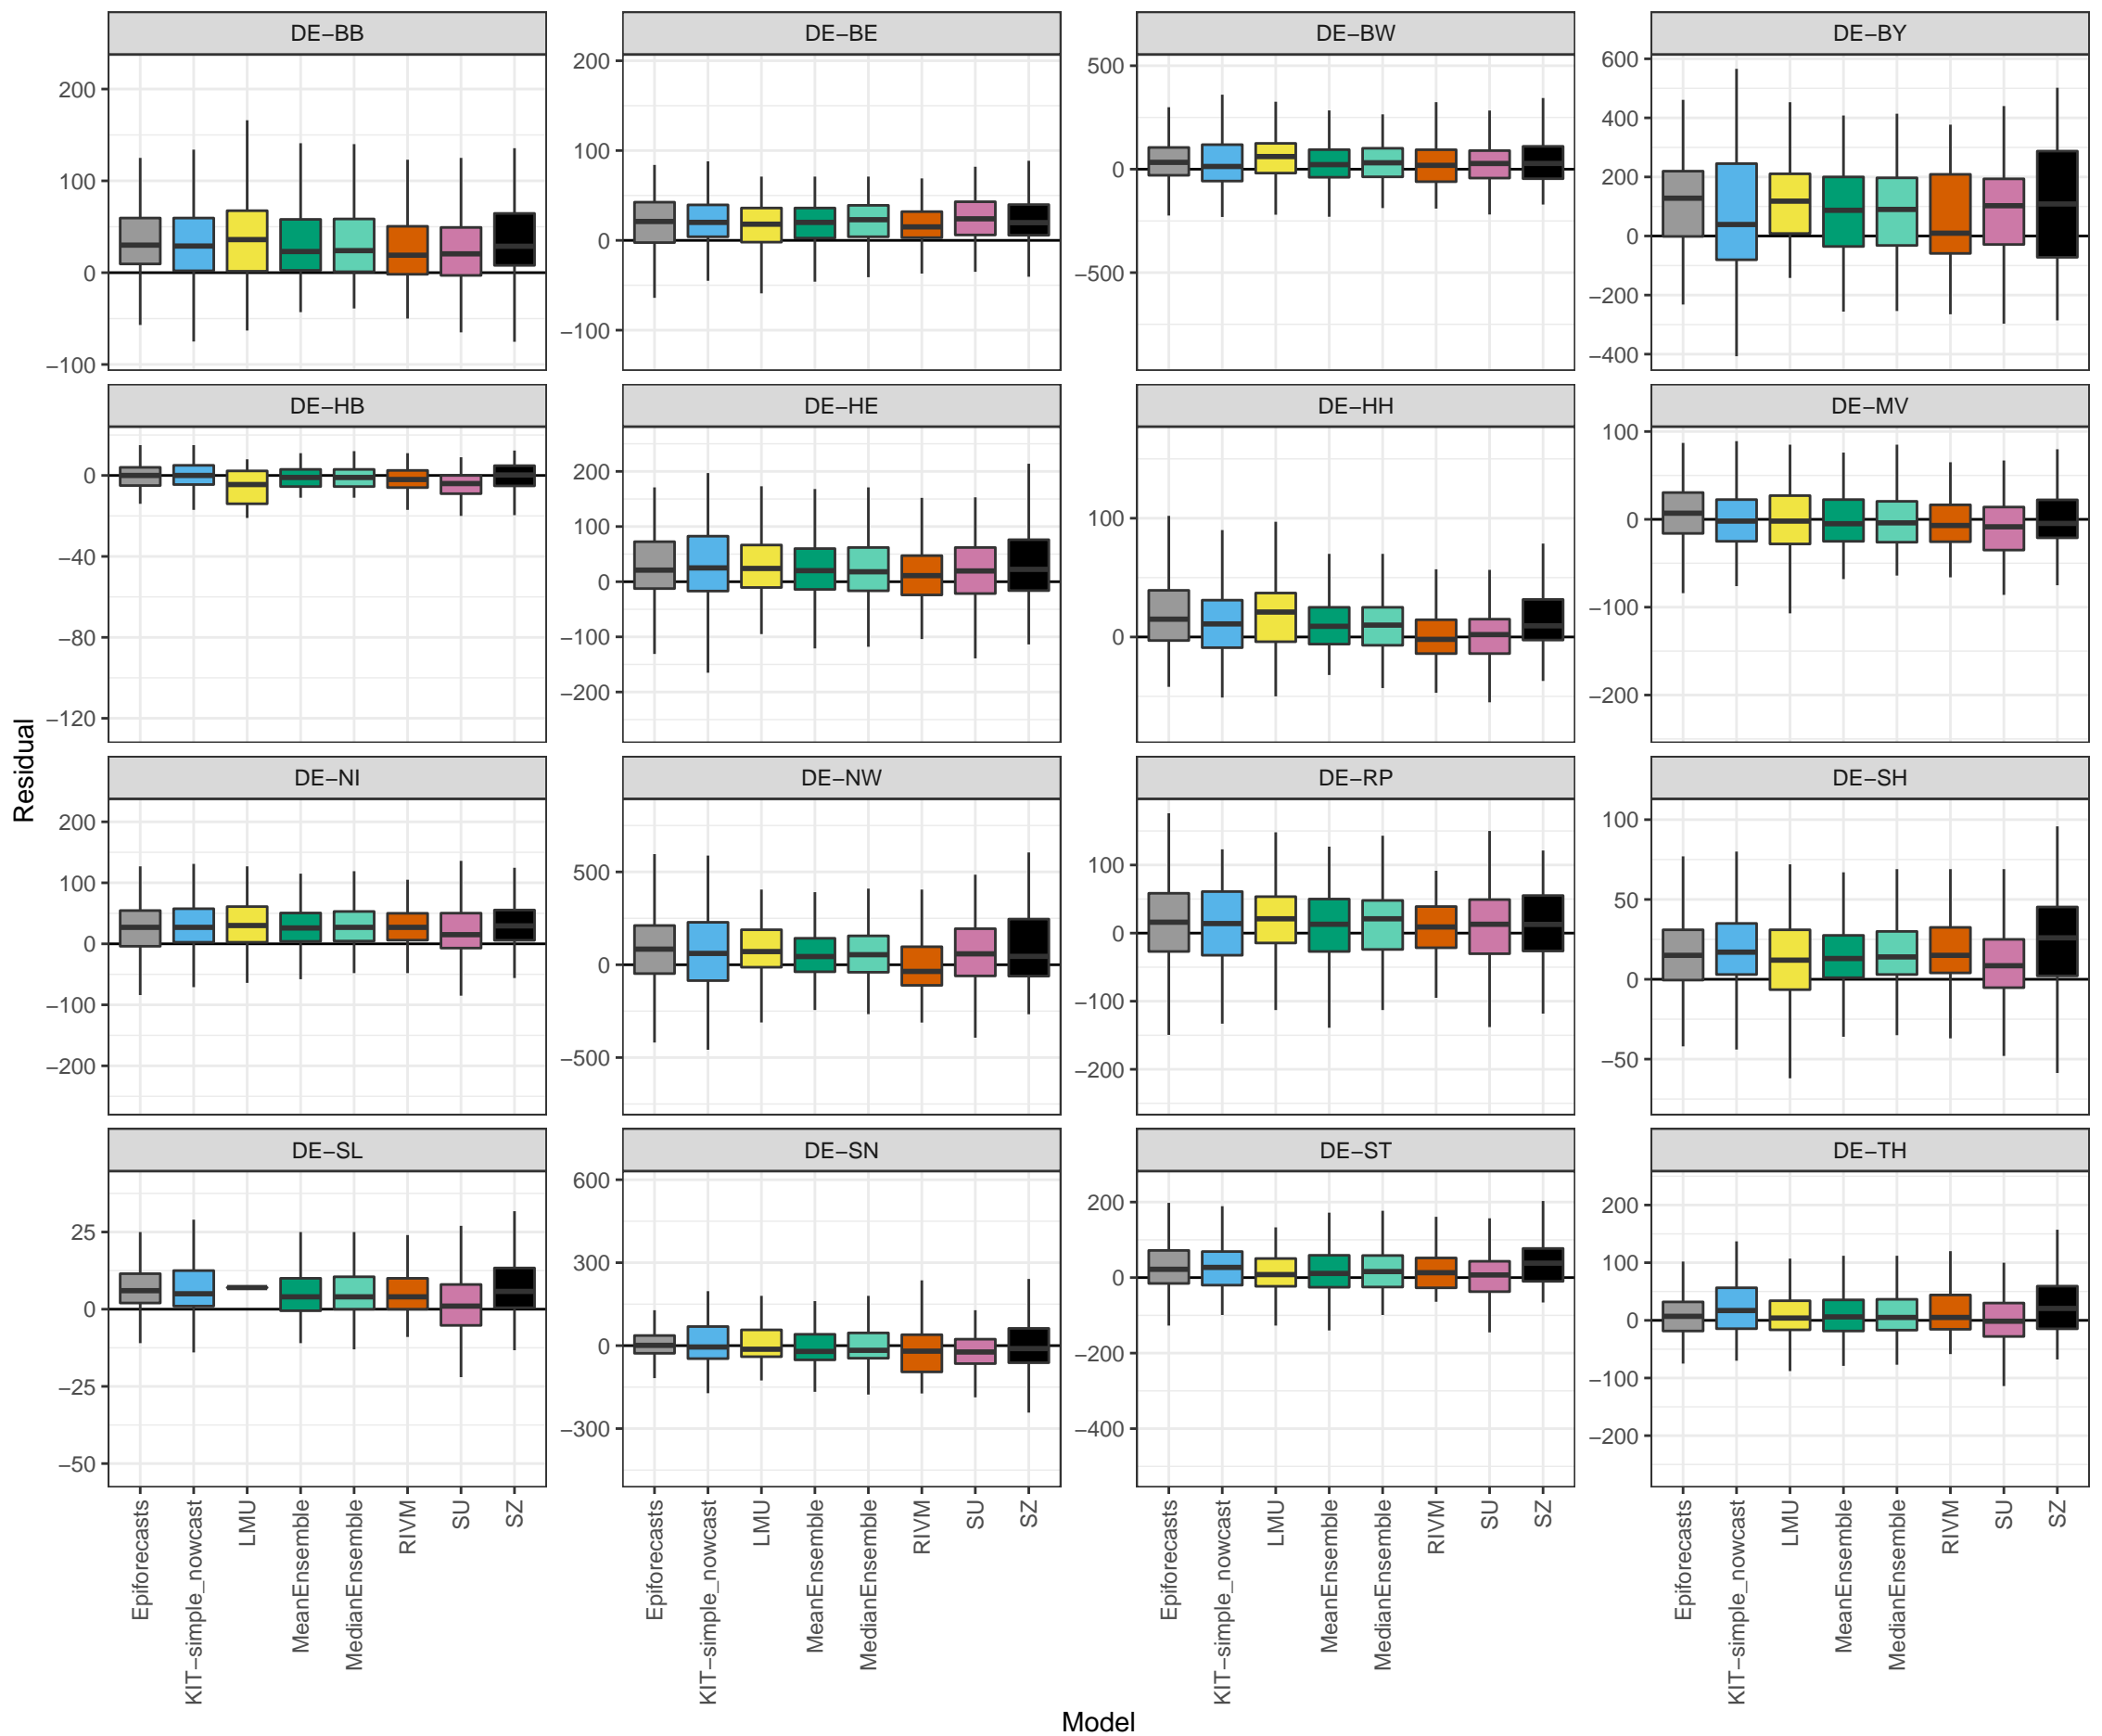 DE−BB
DE−BE
DE−BW
DE−BY
200
100
0
−100
200
100
0
−100
500
0
−500
600
400
200
0
−200
−400
DE−HB
DE−HE
DE−HH
DE−MV
0
−40
−80
−120
200
100
0
−100
−200
100
0
100
0
−100
−200
Residual
DE−NI
DE−NW
DE−RP
DE−SH
200
100
0
−100
−200
500
0
−500
100
0
−100
−200
100
50
0
−50
DE−SL
DE−SN
DE−ST
DE−TH
25
0
−25
−50
600
300
0
−300
200
0
−200
−400
200
100
0
−100
−200
Epiforecasts
KIT−simple_nowcast
LMU
MeanEnsemble
MedianEnsemble
RIVM
SU
SZ
Epiforecasts
KIT−simple_nowcast
LMU
MeanEnsemble
MedianEnsemble
RIVM
SU
SZ
Epiforecasts
KIT−simple_nowcast
LMU
MeanEnsemble
MedianEnsemble
RIVM
SU
SZ
Epiforecasts
KIT−simple_nowcast
LMU
MeanEnsemble
MedianEnsemble
RIVM
SU
SZ
Model